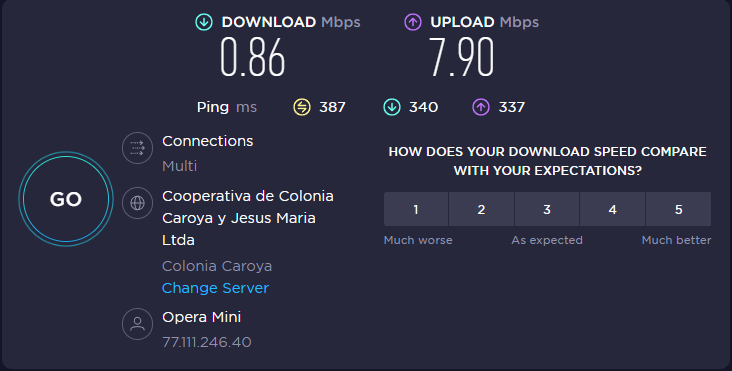 DOWNLOAD Mbps
UPLOAD Mbps
0.86
7.90
Ping ms 387 340 337
Connections
Multi
GO
Cooperativa de Colonia
Caroya y Jesus Maria
Ltda
Colonia Caroya
Change Server
Opera Mini
77.111.246.40
HOW DOES YOUR DOWNLOAD SPEED COMPARE
WITH YOUR EXPECTATIONS?
1 2 3 4 5
Much worse As expected Much better